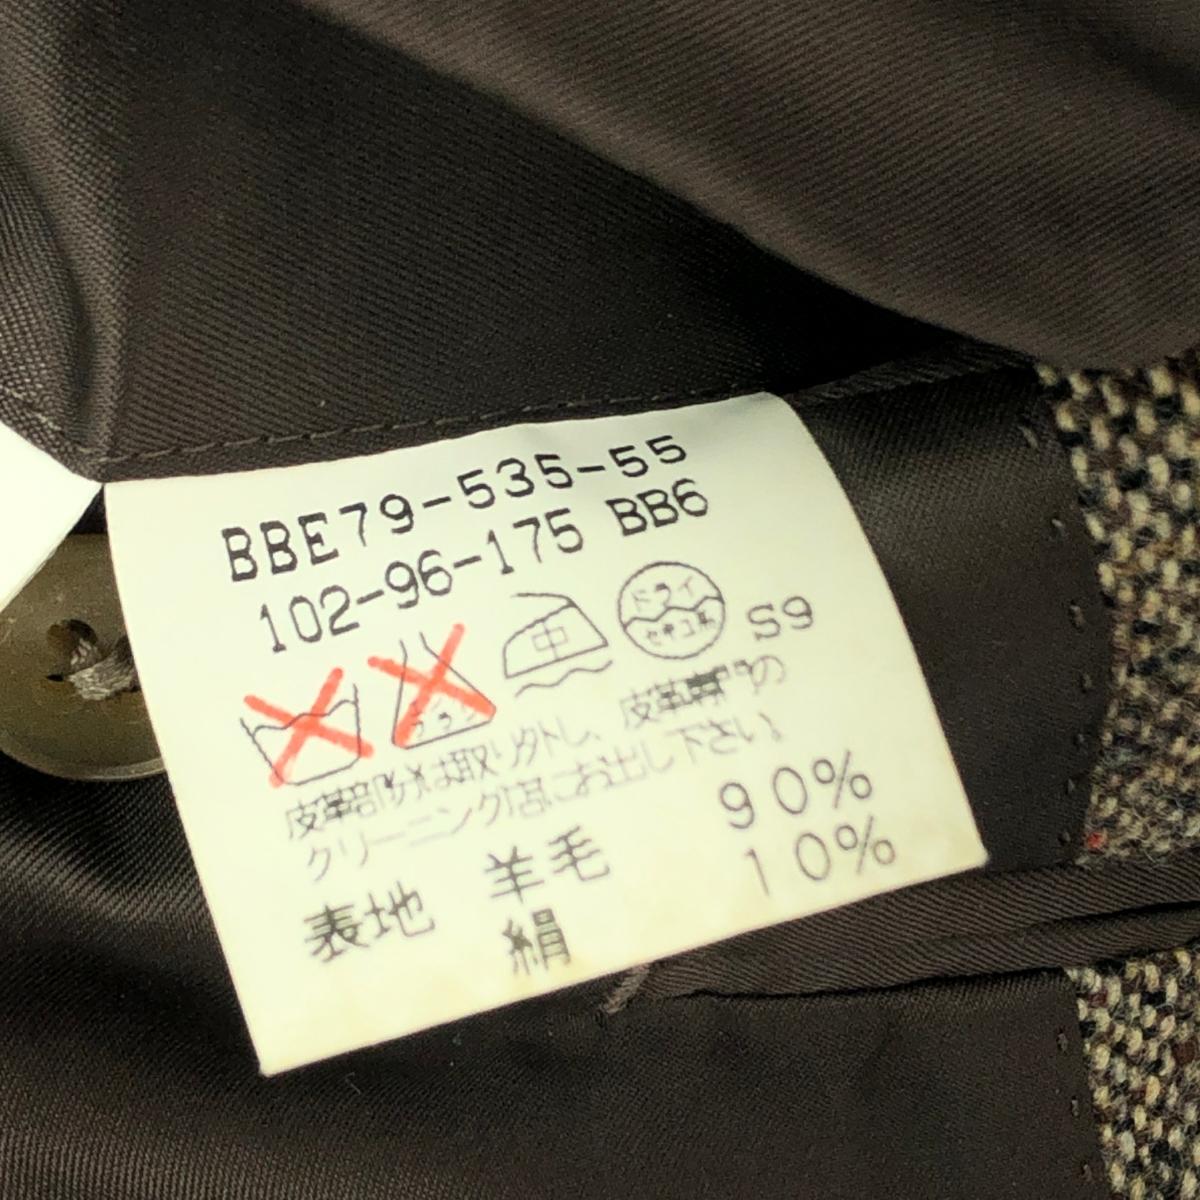 BBE79-535-55
102-96-175 BB6
中 ドライ セキユ系 S9
皮革部分は取り外し、皮革専門の
クリーニング店にお出し下さい。
表地 羊毛 90%
絹 10%